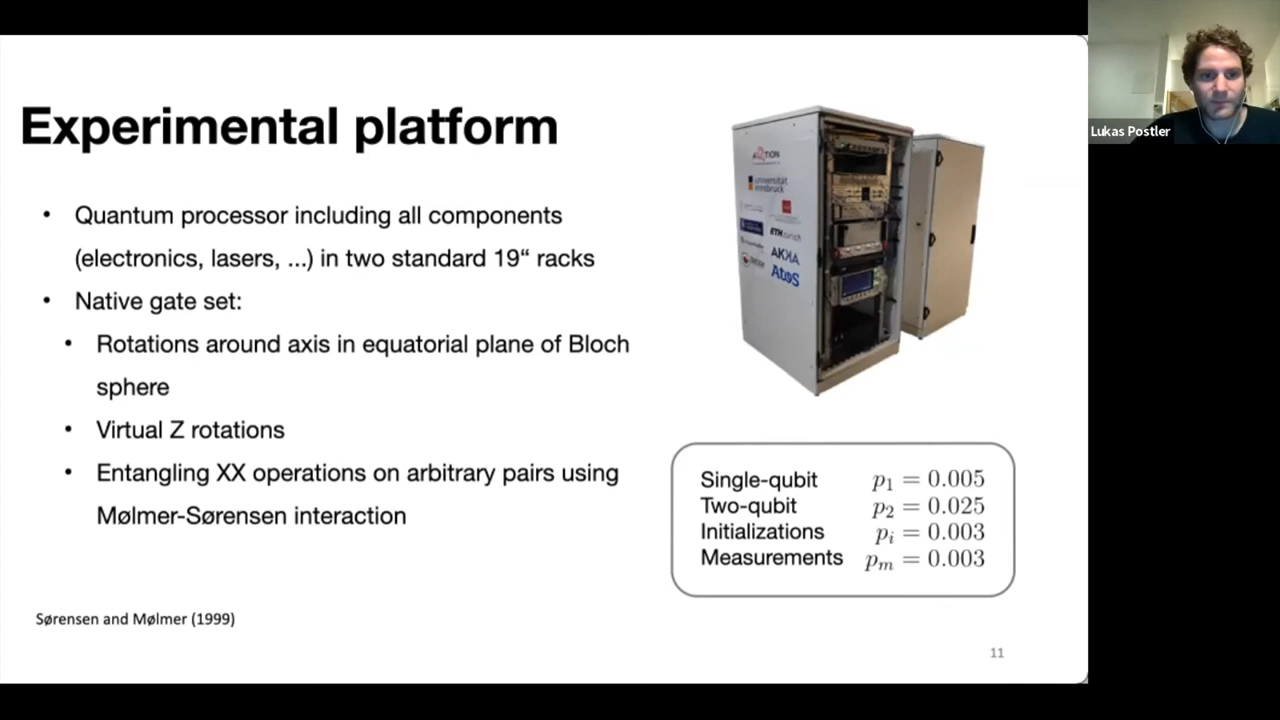 Experimental platform
Lukas Postler
• Quantum processor including all components
(electronics, lasers, ...) in two standard 19“ racks
• Native gate set:
• Rotations around axis in equatorial plane of Bloch
sphere
• Virtual Z rotations
• Entangling XX operations on arbitrary pairs using
Mølmer-Sørensen interaction
universität
innsbruck
ETH zürich
AKKA
Atos
Single-qubit p₁ = 0.005
Two-qubit p₂ = 0.025
Initializations pᵢ = 0.003
Measurements pₘ = 0.003
Sørensen and Mølmer (1999)
11